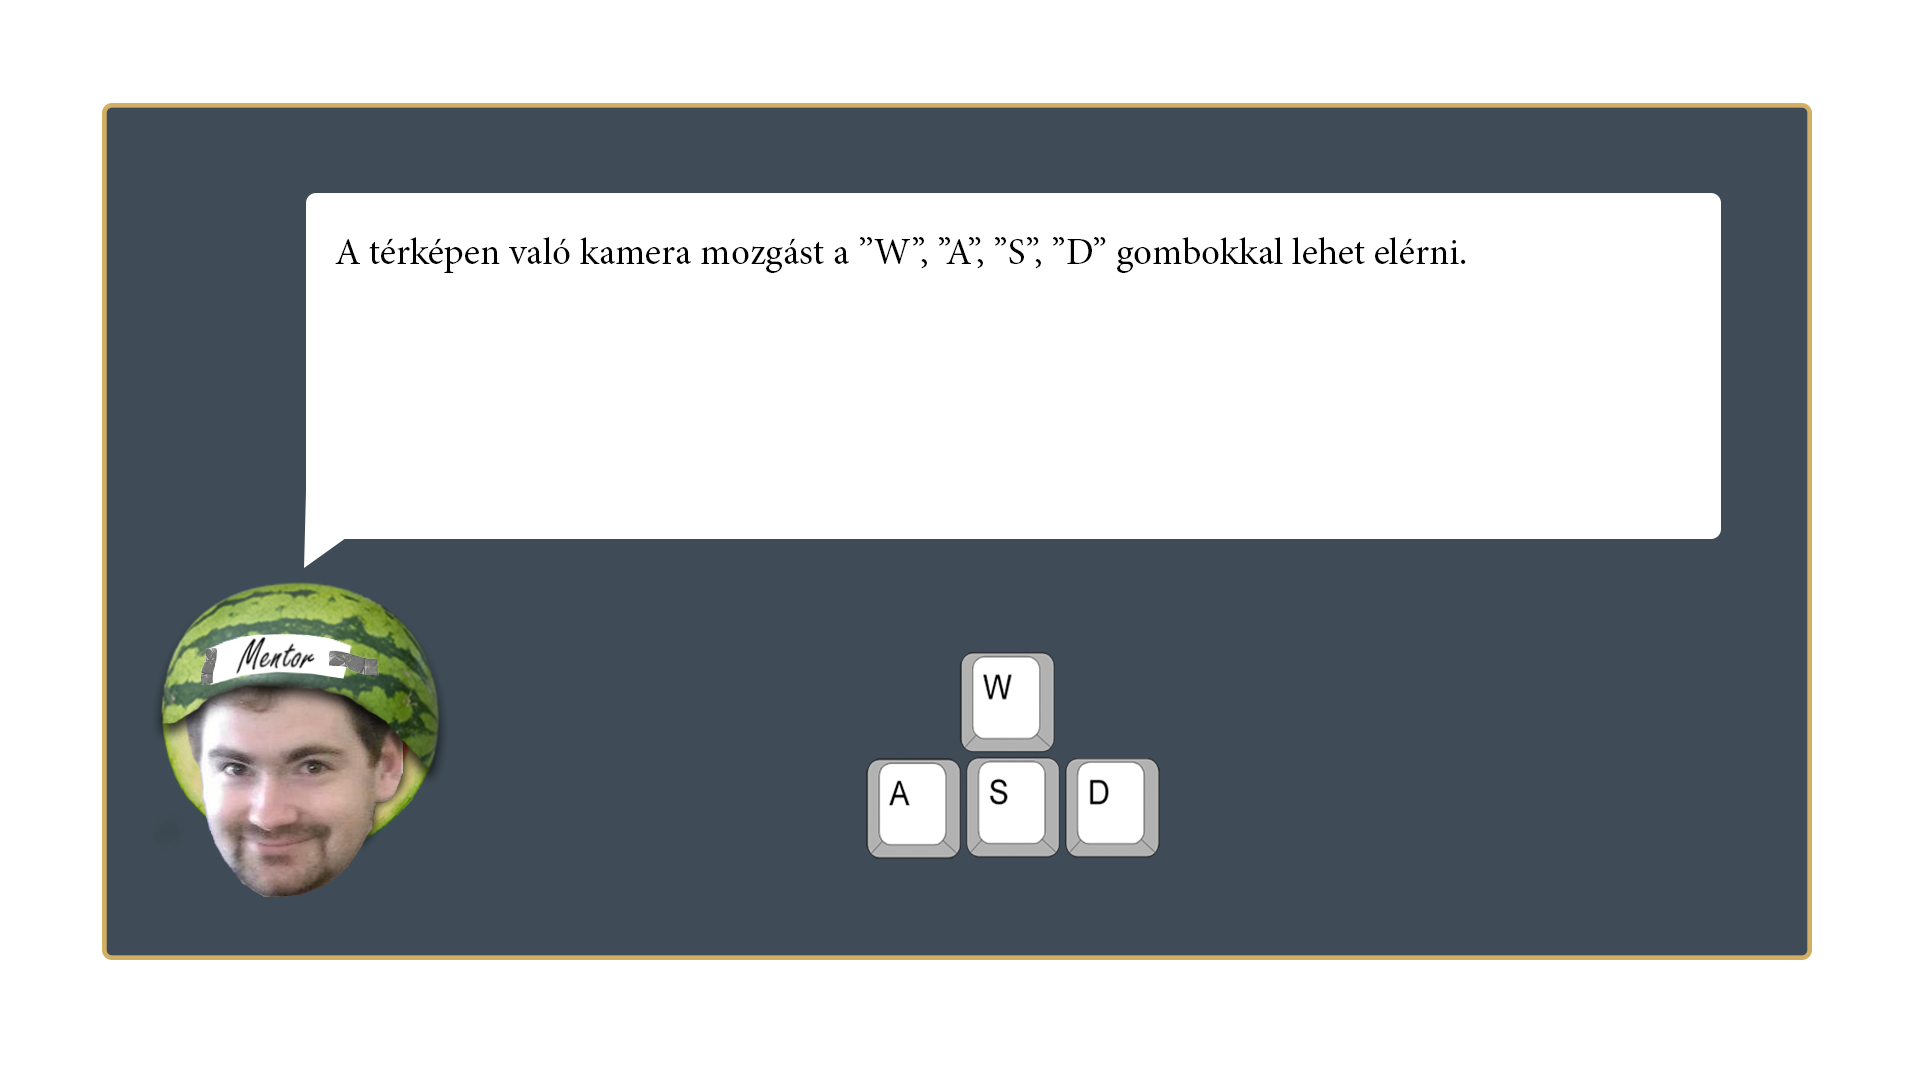 A térképen való kamera mozgást a ”W”, ”A”, ”S”, ”D” gombokkal lehet elérni.
Mentor
W
A S D